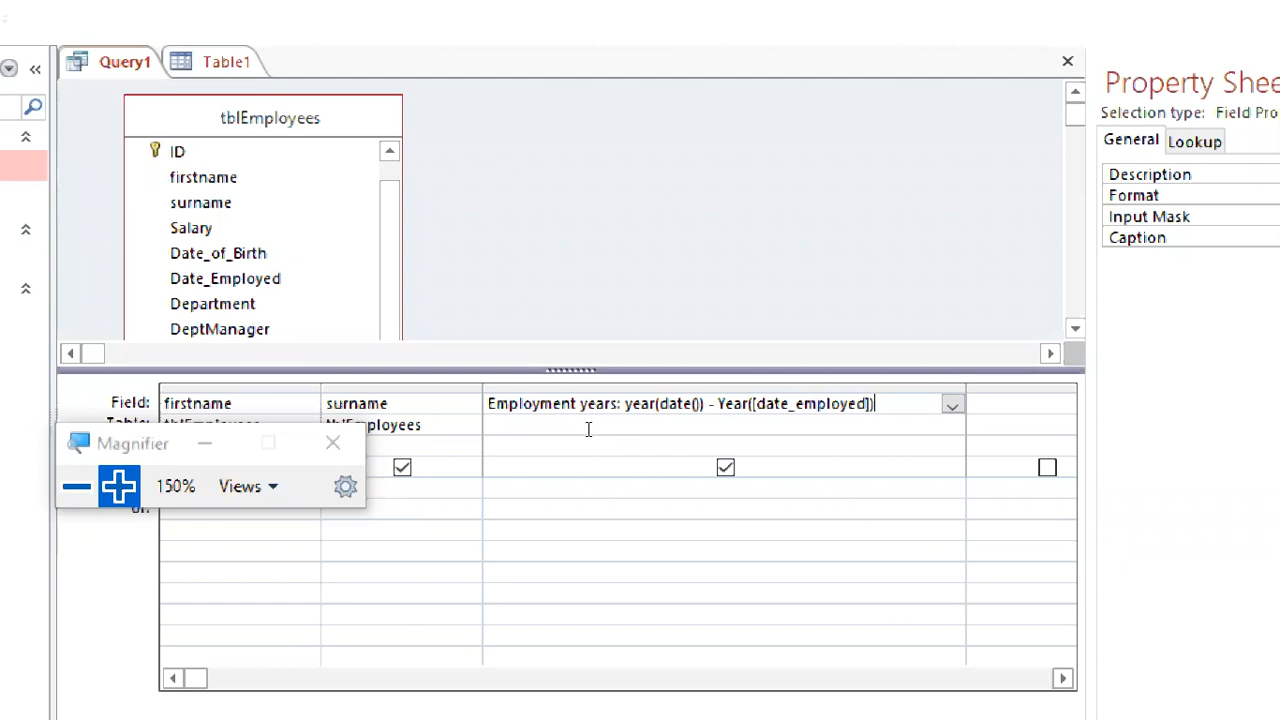 Query1
Table1
tblEmployees
ID
firstname
surname
Salary
Date_of_Birth
Date_Employed
Department
DeptManager
Property Shee
Selection type: Field Pro
General
Lookup
Description
Format
Input Mask
Caption
Field: firstname surname Employment years: year(date()) - Year([date_employed])
tblEmployees
Magnifier
150% Views
or: